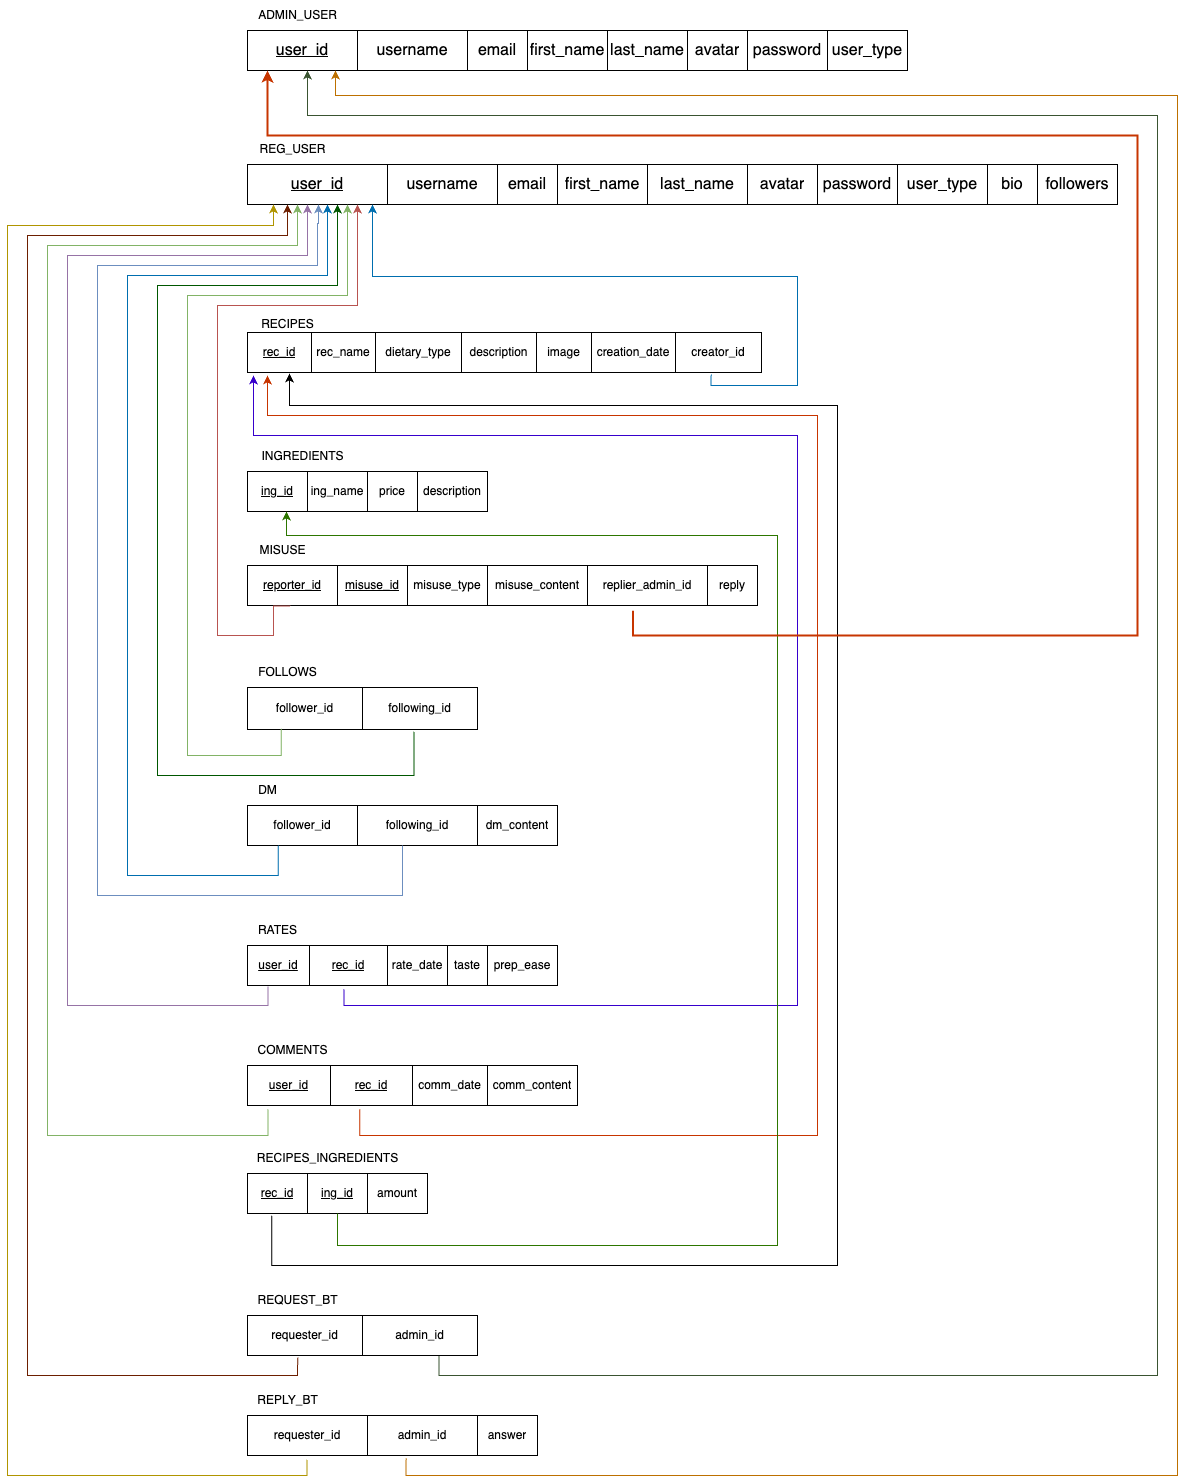 ADMIN_USER
user_id username email first_name last_name avatar password user_type
REG_USER
user_id username email first_name last_name avatar password user_type bio followers
RECIPES
rec_id rec_name dietary_type description image creation_date creator_id
INGREDIENTS
ing_id ing_name price description
MISUSE
reporter_id misuse_id misuse_type misuse_content replier_admin_id reply
FOLLOWS
follower_id following_id
DM
follower_id following_id dm_content
RATES
user_id rec_id rate_date taste prep_ease
COMMENTS
user_id rec_id comm_date comm_content
RECIPES_INGREDIENTS
rec_id ing_id amount
REQUEST_BT
requester_id admin_id
REPLY_BT
requester_id admin_id answer